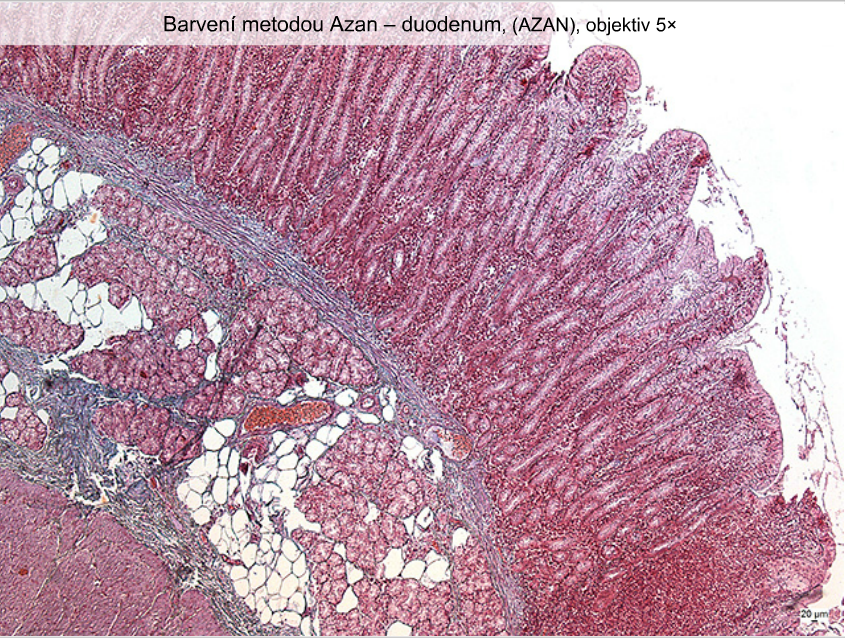 Barvení metodou Azan – duodenum, (AZAN), objektiv 5×
20 µm